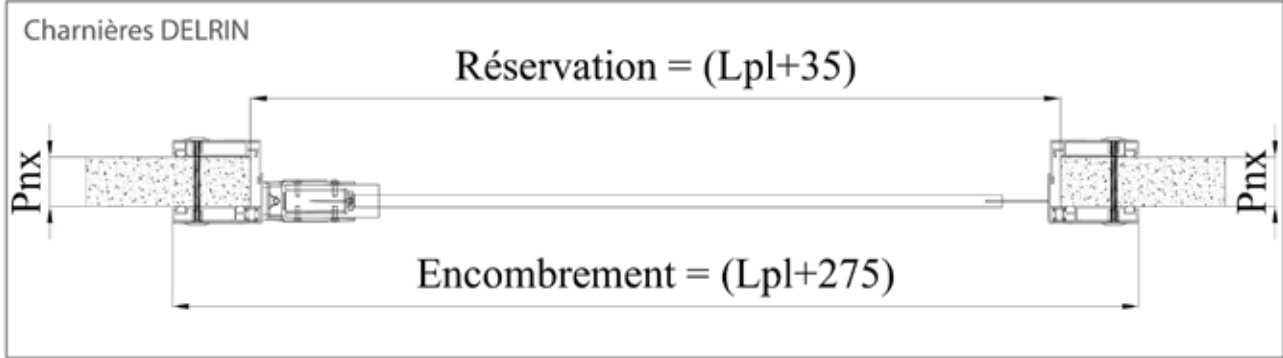 Charnières DELRIN
Réservation = (Lpl+35)
Pnx
Pnx
Encombrement = (Lpl+275)